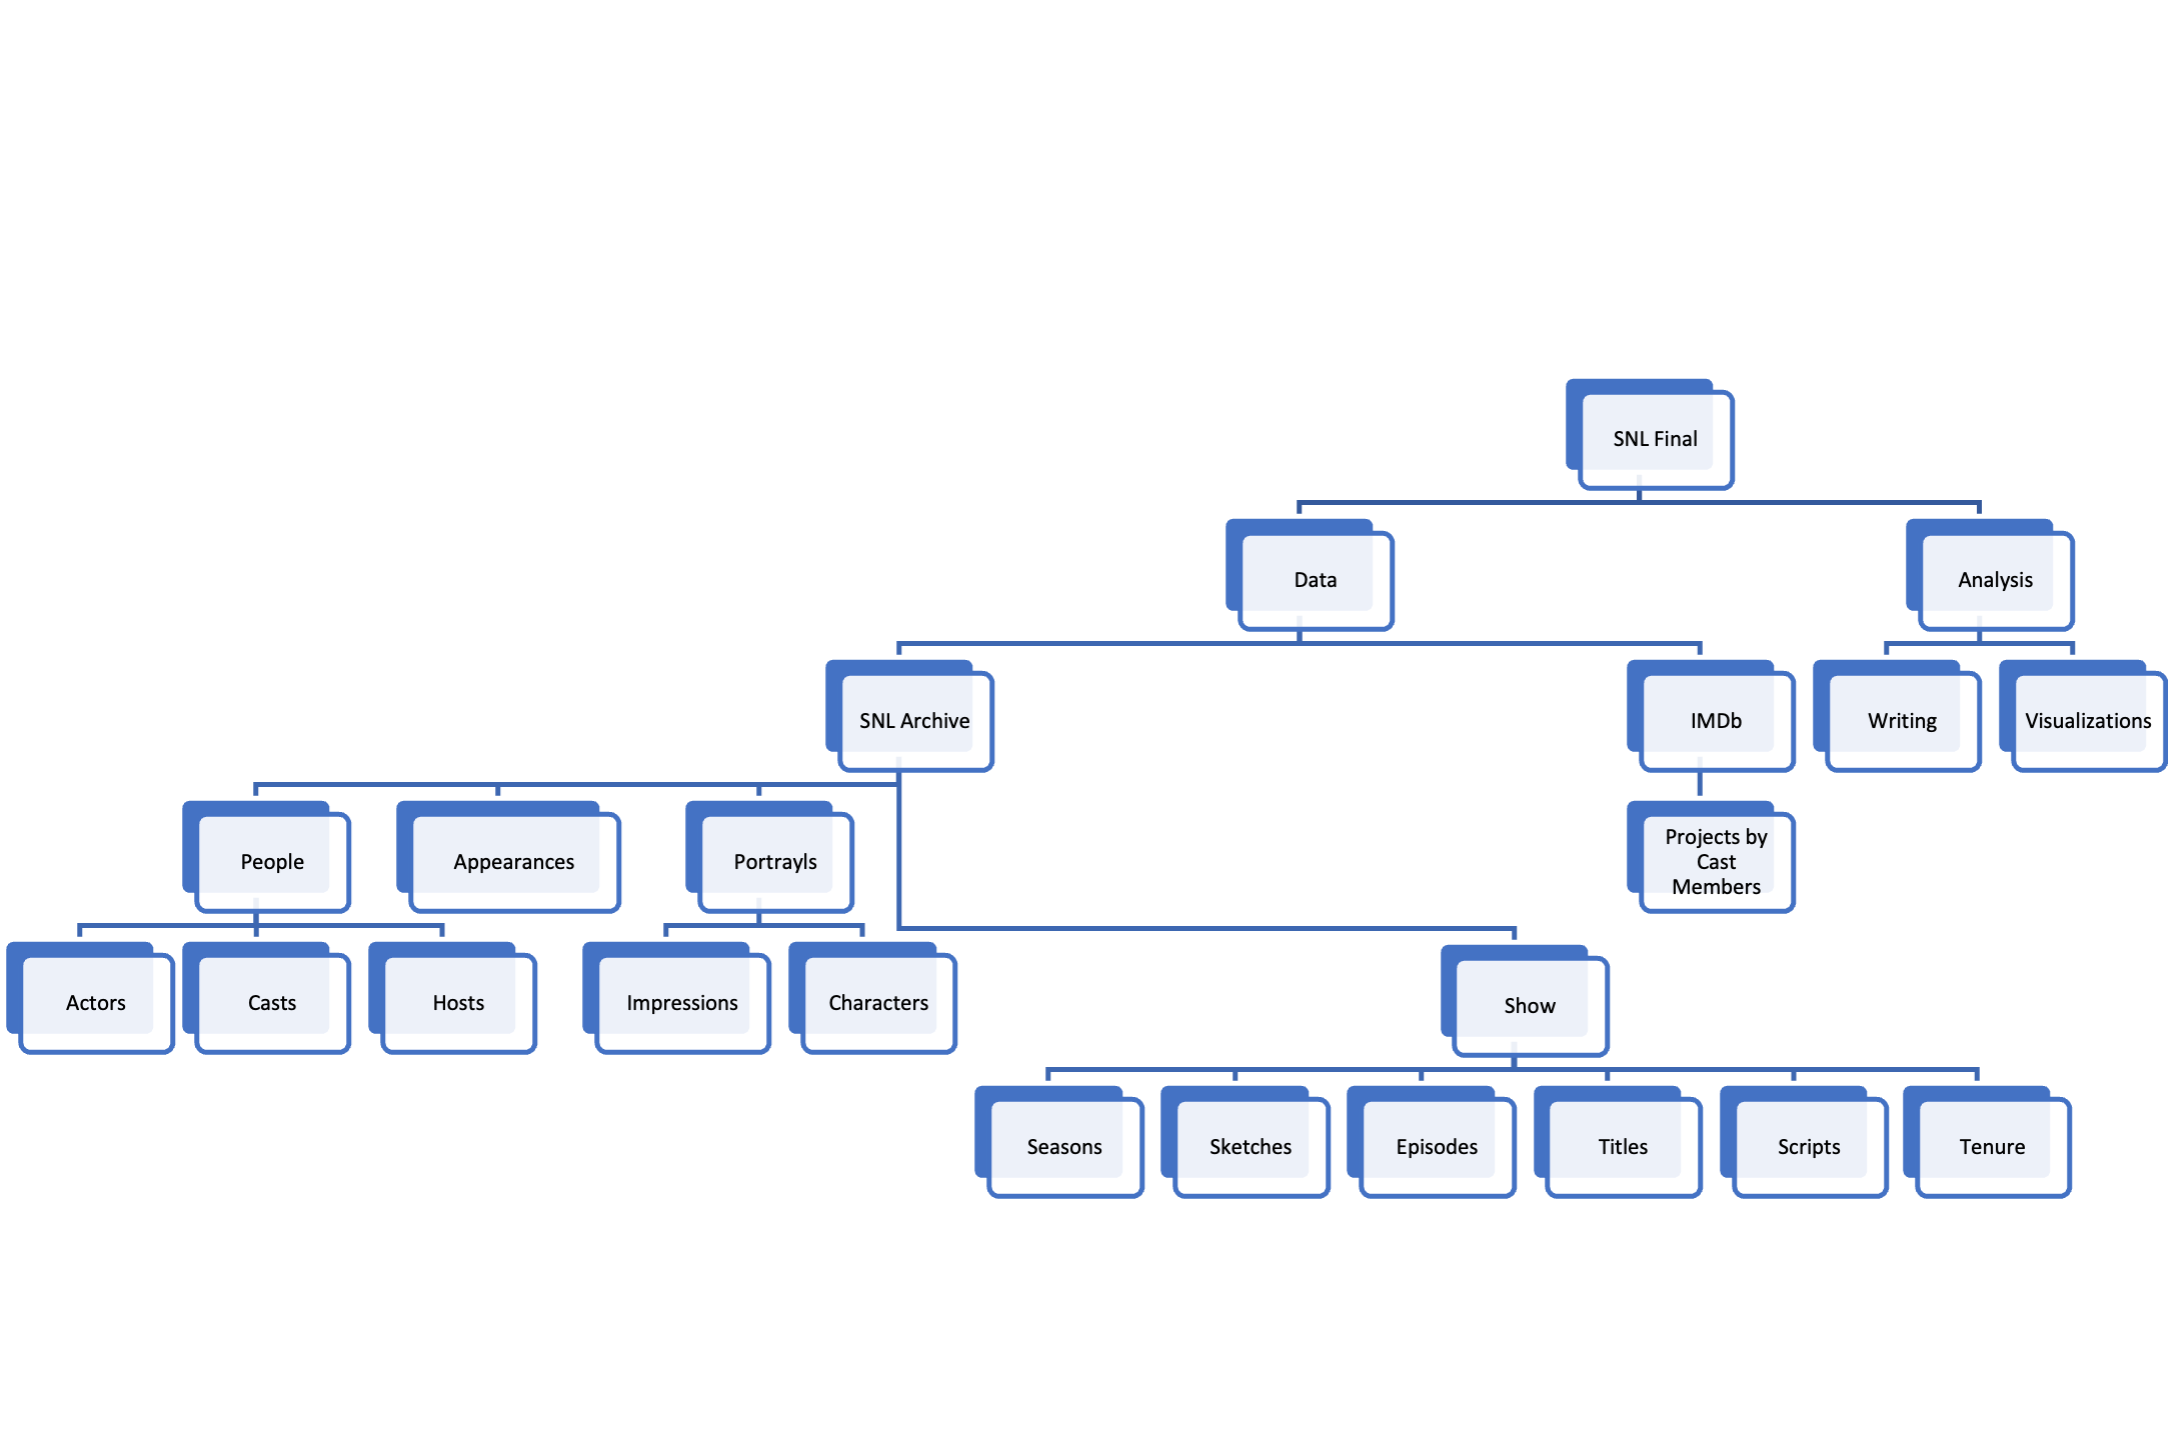 SNL Final
Data
Analysis
SNL Archive
IMDb
Writing
Visualizations
People
Appearances
Portrayls
Projects by
Cast
Members
Actors
Casts
Hosts
Impressions
Characters
Show
Seasons
Sketches
Episodes
Titles
Scripts
Tenure